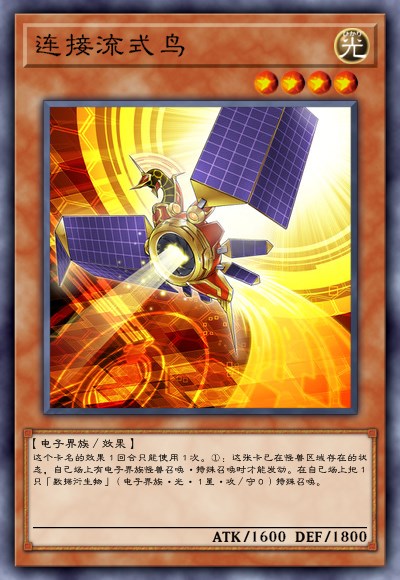 连接流式鸟
ひかり
光
【电子界族／效果】
这个卡名的效果1回合只能使用1次。①：这张卡已在怪兽区域存在的状
态，自己场上有电子界族怪兽召唤·特殊召唤时才能发动。在自己场上把1
只「数据衍生物」（电子界族·光·1星·攻／守0）特殊召唤。
ATK/1600 DEF/1800